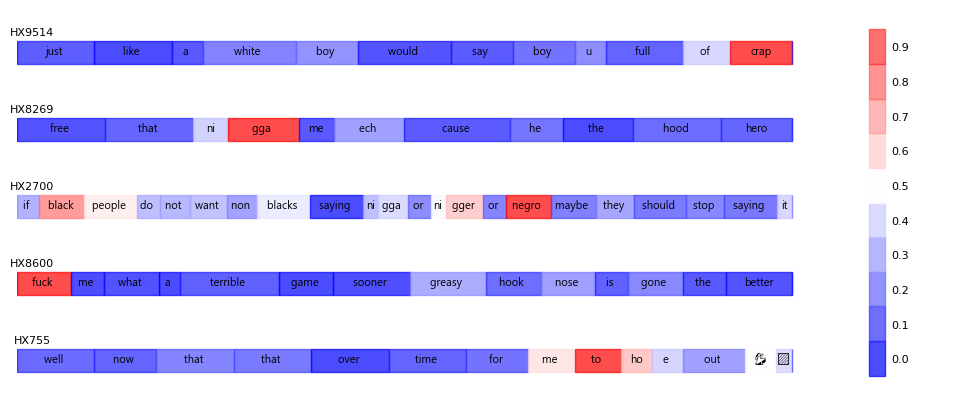 HX9514
just like a white boy would say boy u full of crap
HX8269
free that ni gga me ech cause he the hood hero
HX2700
if black people do not want non blacks saying ni gga or ni gger or negro maybe they should stop saying it
HX8600
fuck me what a terrible game sooner greasy hook nose is gone the better
HX755
well now that that over time for me to ho e out
0.9
0.8
0.7
0.6
0.5
0.4
0.3
0.2
0.1
0.0